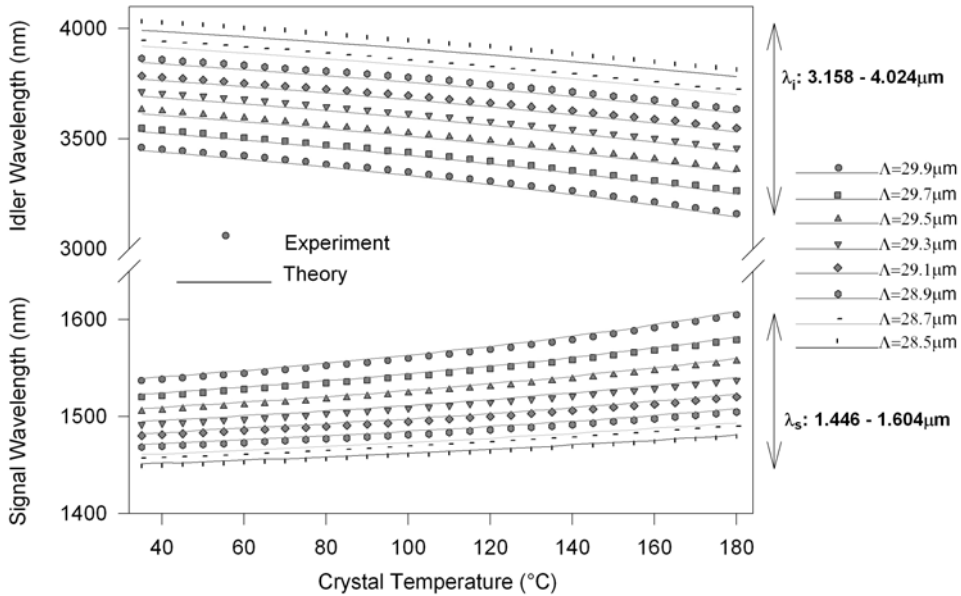 4000
3500
3000
Idler Wavelength (nm)
Experiment
Theory
1600
1500
1400
Signal Wavelength (nm)
40 60 80 100 120 140 160 180
Crystal Temperature (°C)
λi: 3.158 - 4.024μm
Λ=29.9μm
Λ=29.7μm
Λ=29.5μm
Λ=29.3μm
Λ=29.1μm
Λ=28.9μm
Λ=28.7μm
Λ=28.5μm
λs: 1.446 - 1.604μm